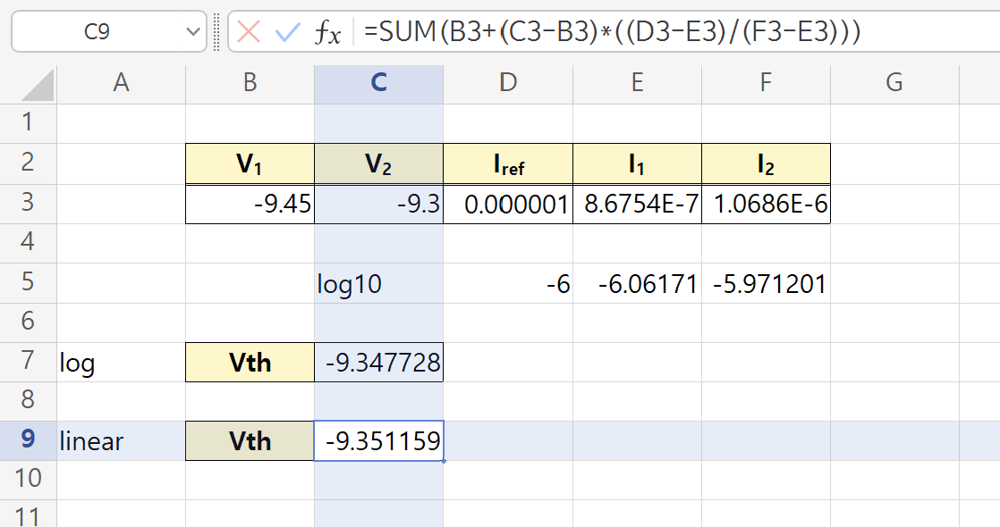 C9 fx =SUM(B3+(C3-B3)*((D3-E3)/(F3-E3)))
A B C D E F G
1
2 V₁ V₂ Iref I₁ I₂
3 -9.45 -9.3 0.000001 8.6754E-7 1.0686E-6
4
5 log10 -6 -6.06171 -5.971201
6
7 log Vth -9.347728
8
9 linear Vth -9.351159
10
11